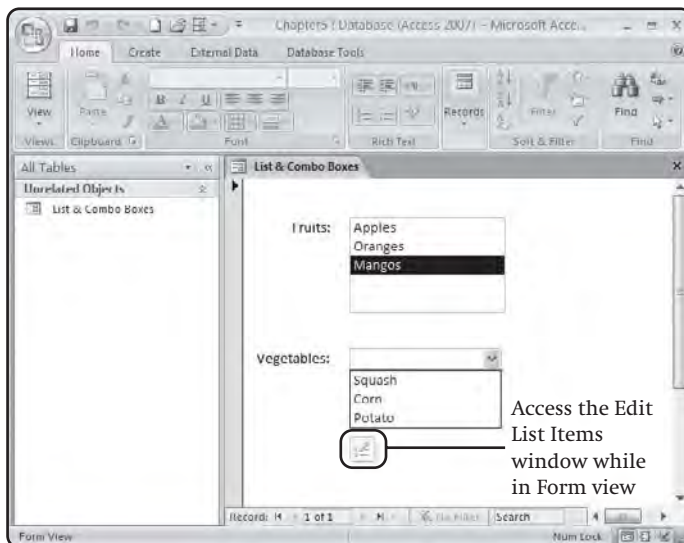 Chapter5 : Database (Access 2007) - Microsoft Acce...
Home Create External Data Database Tools
View Paste B I U Records Filter Find
Views Clipboard Font Rich Text Sort & Filter Find
All Tables
Unrelated Objects
List & Combo Boxes
List & Combo Boxes
Fruits:
Apples
Oranges
Mangos
Vegetables:
Squash
Corn
Potato
Access the Edit
List Items
window while
in Form view
Record: 1 of 1 No Filter Search
Form View Num Lock